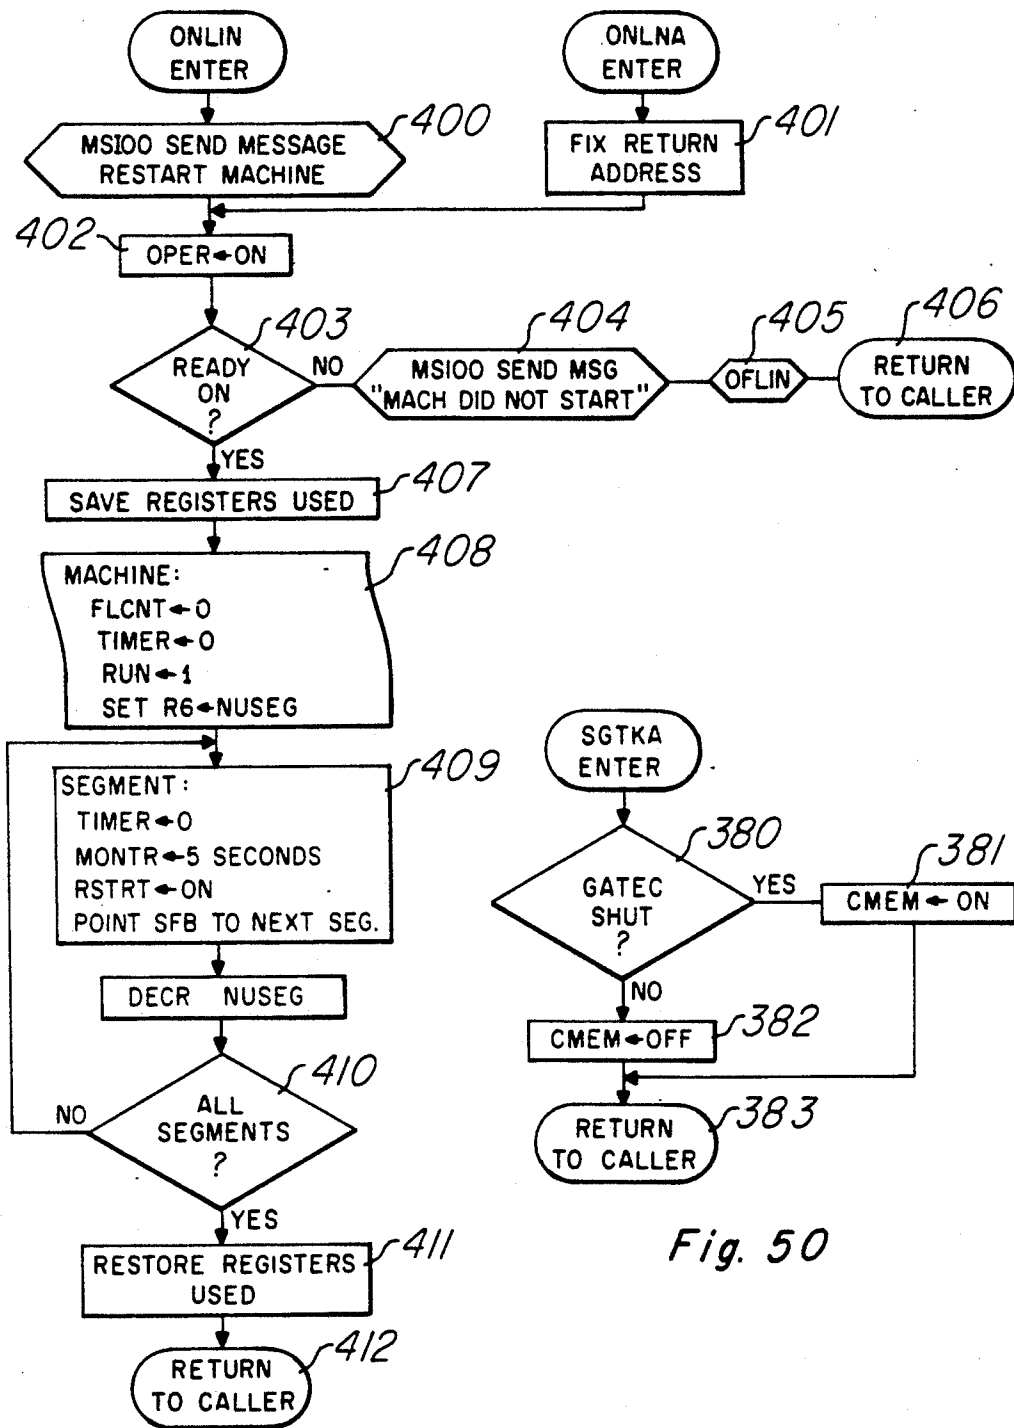 ONLIN
ENTER
ONLNA
ENTER
400
MSI00 SEND MESSAGE
RESTART MACHINE
401
FIX RETURN
ADDRESS
402
OPER←ON
403
READY
ON
?
NO
404
MSI00 SEND MSG
"MACH DID NOT START"
405
OFLIN
406
RETURN
TO CALLER
YES
407
SAVE REGISTERS USED
408
MACHINE:
FLCNT←0
TIMER←0
RUN←1
SET R6←NUSEG
409
SEGMENT:
TIMER←0
MONTR←5 SECONDS
RSTRT←ON
POINT SFB TO NEXT SEG.
DECR NUSEG
410
ALL
SEGMENTS
?
NO
YES
411
RESTORE REGISTERS
USED
412
RETURN
TO CALLER
SGTKA
ENTER
380
GATEC
SHUT
?
YES
381
CMEM←ON
NO
382
CMEM←OFF
383
RETURN
TO CALLER
Fig. 50